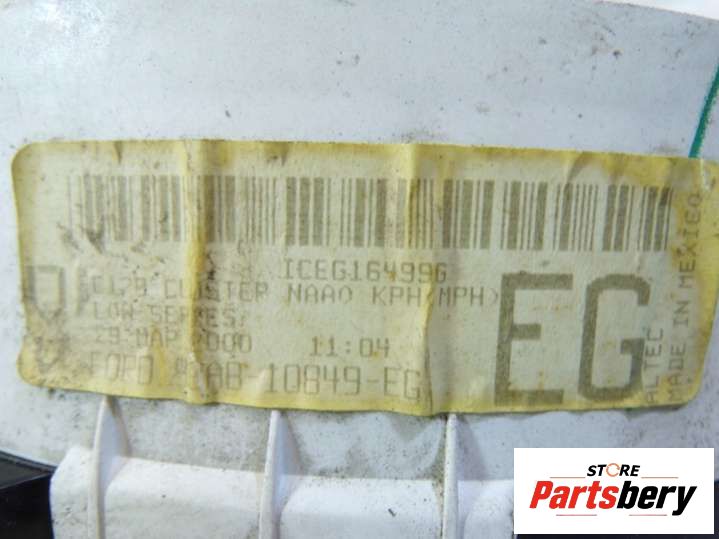 ICEG164996
C170 CLUSTER NAAO KPH(MPH)
LOW SERIES
29 MAR 2000 11:04
FORD 10849-EG
EG
ALTEC
MADE IN MEXICO
STORE
Partsbery